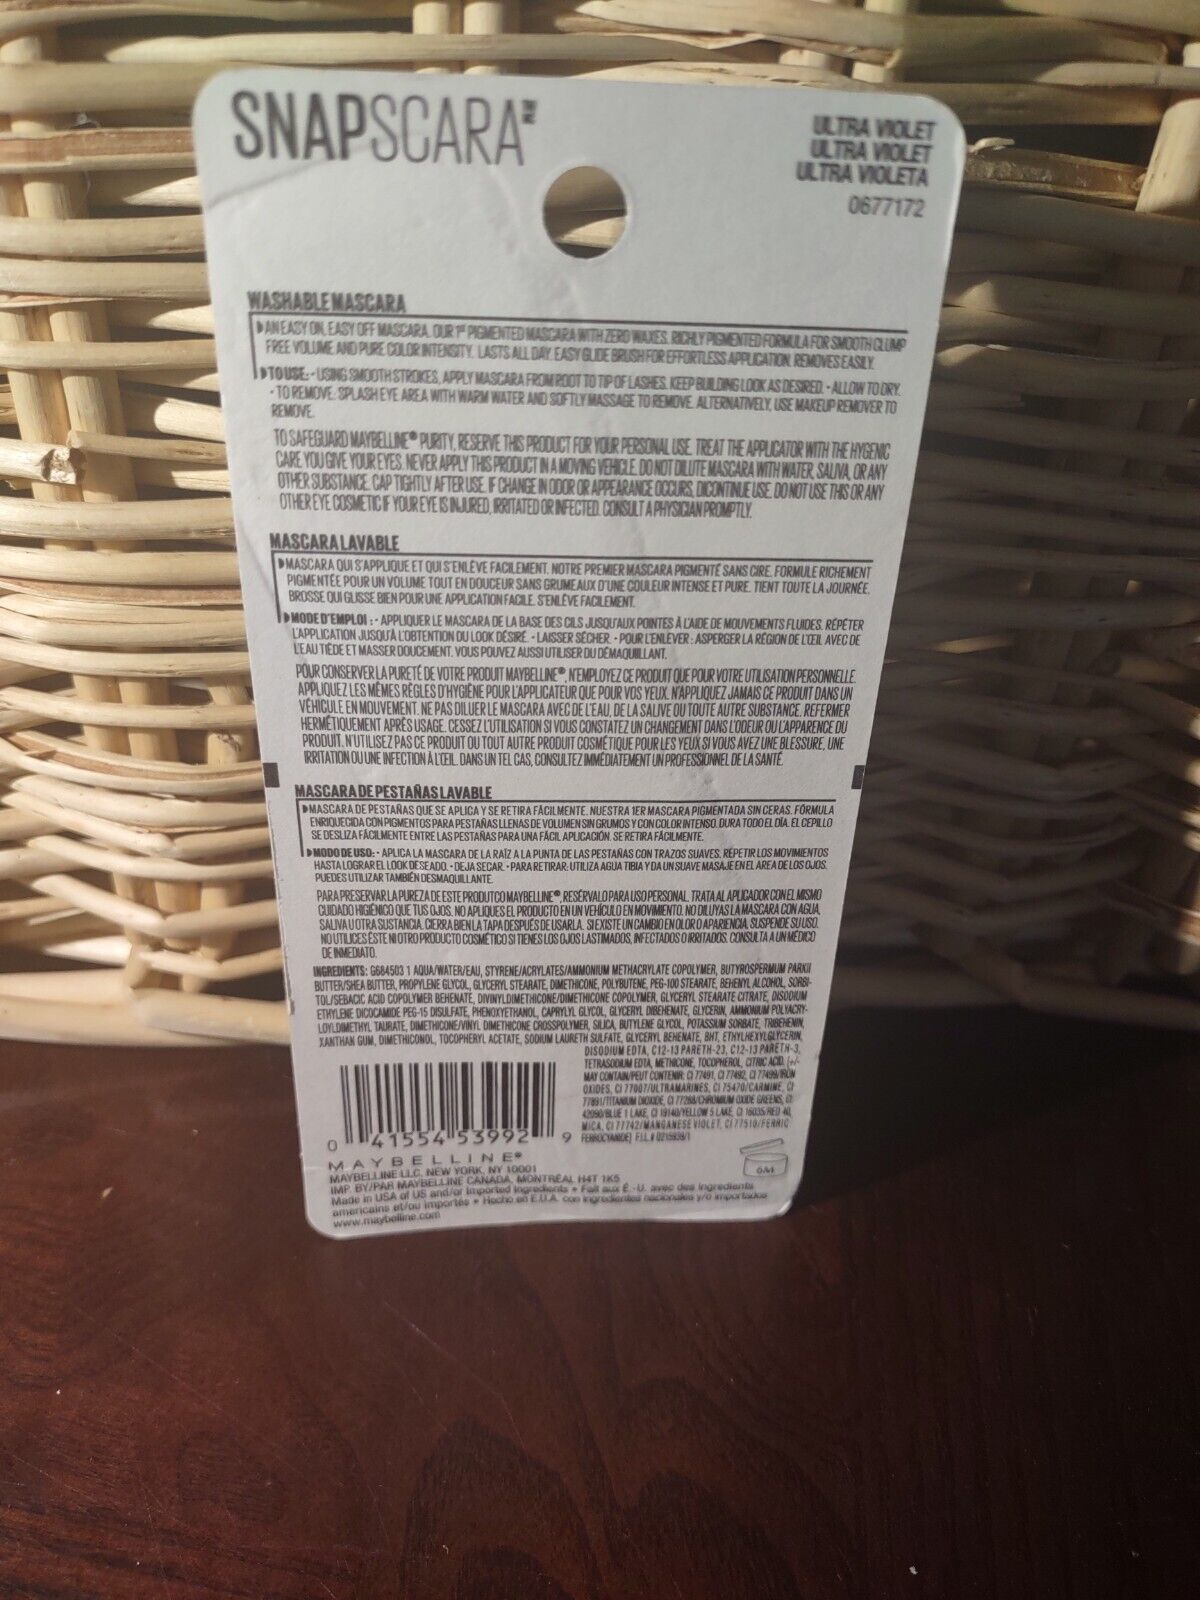 SNAPSCARA™
ULTRA VIOLET
ULTRA VIOLET
ULTRA VIOLETA
0677172
WASHABLE MASCARA
AN EASY ON, EASY OFF MASCARA. OUR 1ST PIGMENTED MASCARA WITH ZERO WAXES. RICHLY PIGMENTED FORMULA FOR SMOOTH CLUMP
FREE VOLUME AND PURE COLOR INTENSITY. LASTS ALL DAY. EASY GLIDE BRUSH FOR EFFORTLESS APPLICATION. REMOVES EASILY.
TO USE: • USING SMOOTH STROKES, APPLY MASCARA FROM ROOT TO TIP OF LASHES. KEEP BUILDING LOOK AS DESIRED. • ALLOW TO DRY.
• TO REMOVE: SPLASH EYE AREA WITH WARM WATER AND SOFTLY MASSAGE TO REMOVE. ALTERNATIVELY, USE MAKEUP REMOVER TO
REMOVE.
TO SAFEGUARD MAYBELLINE® PURITY, RESERVE THIS PRODUCT FOR YOUR PERSONAL USE. TREAT THE APPLICATOR WITH THE HYGENIC
CARE YOU GIVE YOUR EYES. NEVER APPLY THIS PRODUCT IN A MOVING VEHICLE. DO NOT DILUTE MASCARA WITH WATER, SALIVA, OR ANY
OTHER SUBSTANCE. CAP TIGHTLY AFTER USE. IF CHANGE IN ODOR OR APPEARANCE OCCURS, DICONTINUE USE. DO NOT USE THIS OR ANY
OTHER EYE COSMETIC IF YOUR EYE IS INJURED, IRRITATED OR INFECTED. CONSULT A PHYSICIAN PROMPTLY.
MASCARA LAVABLE
MASCARA QUI S'APPLIQUE ET QUI S'ENLÈVE FACILEMENT. NOTRE PREMIER MASCARA PIGMENTÉ SANS CIRE. FORMULE RICHEMENT
PIGMENTÉE POUR UN VOLUME TOUT EN DOUCEUR SANS GRUMEAUX D'UNE COULEUR INTENSE ET PURE. TIENT TOUTE LA JOURNÉE.
BROSSE QUI GLISSE BIEN POUR UNE APPLICATION FACILE. S'ENLÈVE FACILEMENT.
MODE D'EMPLOI : • APPLIQUER LE MASCARA DE LA BASE DES CILS JUSQU'AUX POINTES À L'AIDE DE MOUVEMENTS FLUIDES. RÉPÉTER
L'APPLICATION JUSQU'À L'OBTENTION DU LOOK DÉSIRÉ. • LAISSER SÉCHER. • POUR L'ENLEVER : ASPERGER LA RÉGION DE L'ŒIL AVEC DE
L'EAU TIÈDE ET MASSER DOUCEMENT. VOUS POUVEZ AUSSI UTILISER DU DÉMAQUILLANT.
POUR CONSERVER LA PURETÉ DE VOTRE PRODUIT MAYBELLINE®, N'EMPLOYEZ CE PRODUIT QUE POUR VOTRE UTILISATION PERSONNELLE.
APPLIQUEZ LES MÊMES RÈGLES D'HYGIÈNE POUR L'APPLICATEUR QUE POUR VOS YEUX. N'APPLIQUEZ JAMAIS CE PRODUIT DANS UN
VÉHICULE EN MOUVEMENT. NE PAS DILUER LE MASCARA AVEC DE L'EAU, DE LA SALIVE OU TOUTE AUTRE SUBSTANCE. REFERMER
HERMÉTIQUEMENT APRÈS USAGE. CESSEZ L'UTILISATION SI VOUS CONSTATEZ UN CHANGEMENT DANS L'ODEUR OU L'APPARENCE DU
PRODUIT. N'UTILISEZ PAS CE PRODUIT OU TOUT AUTRE PRODUIT COSMÉTIQUE POUR LES YEUX SI VOUS AVEZ UNE BLESSURE, UNE
IRRITATION OU UNE INFECTION À L'ŒIL. DANS UN TEL CAS, CONSULTEZ IMMÉDIATEMENT UN PROFESSIONNEL DE LA SANTÉ.
MASCARA DE PESTAÑAS LAVABLE
MASCARA DE PESTAÑAS QUE SE APLICA Y SE RETIRA FÁCILMENTE. NUESTRA 1ER MASCARA PIGMENTADA SIN CERAS. FÓRMULA
ENRIQUECIDA CON PIGMENTOS PARA PESTAÑAS LLENAS DE VOLUMEN SIN GRUMOS Y CON COLOR INTENSO. DURA TODO EL DÍA. EL CEPILLO
SE DESLIZA FÁCILMENTE ENTRE LAS PESTAÑAS PARA UNA FÁCIL APLICACIÓN. SE RETIRA FÁCILMENTE.
MODO DE USO: • APLICA LA MASCARA DE LA RAÍZ A LA PUNTA DE LAS PESTAÑAS CON TRAZOS SUAVES. REPETIR LOS MOVIMIENTOS
HASTA LOGRAR EL LOOK DESEADO. • DEJA SECAR. • PARA RETIRAR: UTILIZA AGUA TIBIA Y DA UN SUAVE MASAJE EN EL AREA DE LOS OJOS.
PUEDES UTILIZAR TAMBIÉN DESMAQUILLANTE.
PARA PRESERVAR LA PUREZA DE ESTE PRODUTCO MAYBELLINE®, RESÉRVALO PARA USO PERSONAL. TRATA AL APLICADOR CON EL MISMO
CUIDADO HIGIÉNICO QUE TUS OJOS. NO APLIQUES EL PRODUCTO EN UN VEHÍCULO EN MOVIMIENTO. NO DILUYAS LA MASCARA CON AGUA,
SALIVA U OTRA SUSTANCIA. CIERRA BIEN LA TAPA DESPUÉS DE USARLA. SI EXISTE UN CAMBIO EN OLOR O APARIENCIA, SUSPENDE SU USO.
NO UTILICES ÉSTE NI OTRO PRODUCTO COSMÉTICO SI TIENES LOS OJOS LASTIMADOS, INFECTADOS O IRRITADOS. CONSULTA A UN MÉDICO
DE INMEDIATO.
INGREDIENTS: G684503 1 AQUA/WATER/EAU, STYRENE/ACRYLATES/AMMONIUM METHACRYLATE COPOLYMER, BUTYROSPERMUM PARKII
BUTTER/SHEA BUTTER, PROPYLENE GLYCOL, GLYCERYL STEARATE, DIMETHICONE, POLYBUTENE, PEG-100 STEARATE, BEHENYL ALCOHOL, SORBI-
TOL/SEBACIC ACID COPOLYMER BEHENATE, DIVINYLDIMETHICONE/DIMETHICONE COPOLYMER, GLYCERYL STEARATE CITRATE, DISODIUM
ETHYLENE DICOCAMIDE PEG-15 DISULFATE, PHENOXYETHANOL, CAPRYLYL GLYCOL, GLYCERYL DIBEHENATE, GLYCERIN, AMMONIUM POLYACRY-
LOYLDIMETHYL TAURATE, DIMETHICONE/VINYL DIMETHICONE CROSSPOLYMER, SILICA, BUTYLENE GLYCOL, POTASSIUM SORBATE, TRIBEHENIN,
XANTHAN GUM, DIMETHICONOL, TOCOPHERYL ACETATE, SODIUM LAURETH SULFATE, GLYCERYL BEHENATE, BHT, ETHYLHEXYLGLYCERIN,
DISODIUM EDTA, C12-13 PARETH-23, C12-13 PARETH-3,
TETRASODIUM EDTA, METHICONE, TOCOPHEROL, CITRIC ACID. [+/-
MAY CONTAIN/PEUT CONTENIR: CI 77491, CI 77492, CI 77499/IRON
OXIDES, CI 77007/ULTRAMARINES, CI 75470/CARMINE, CI
77891/TITANIUM DIOXIDE, CI 77288/CHROMIUM OXIDE GREENS, CI
42090/BLUE 1 LAKE, CI 19140/YELLOW 5 LAKE, CI 16035/RED 40,
MICA, CI 77742/MANGANESE VIOLET, CI 77510/FERRIC
FERROCYANIDE] F.I.L.# D215938/1
0 41554 53992 9
6M
MAYBELLINE®
MAYBELLINE LLC, NEW YORK, NY 10001
IMP. BY/PAR MAYBELLINE CANADA, MONTRÉAL H4T 1K5
Made in USA of US and/or imported ingredients • Fait aux É.-U. avec des ingredients
americains et/ou importés • Hecho en E.U.A. con ingredientes nacionales y/o importados
www.maybelline.com